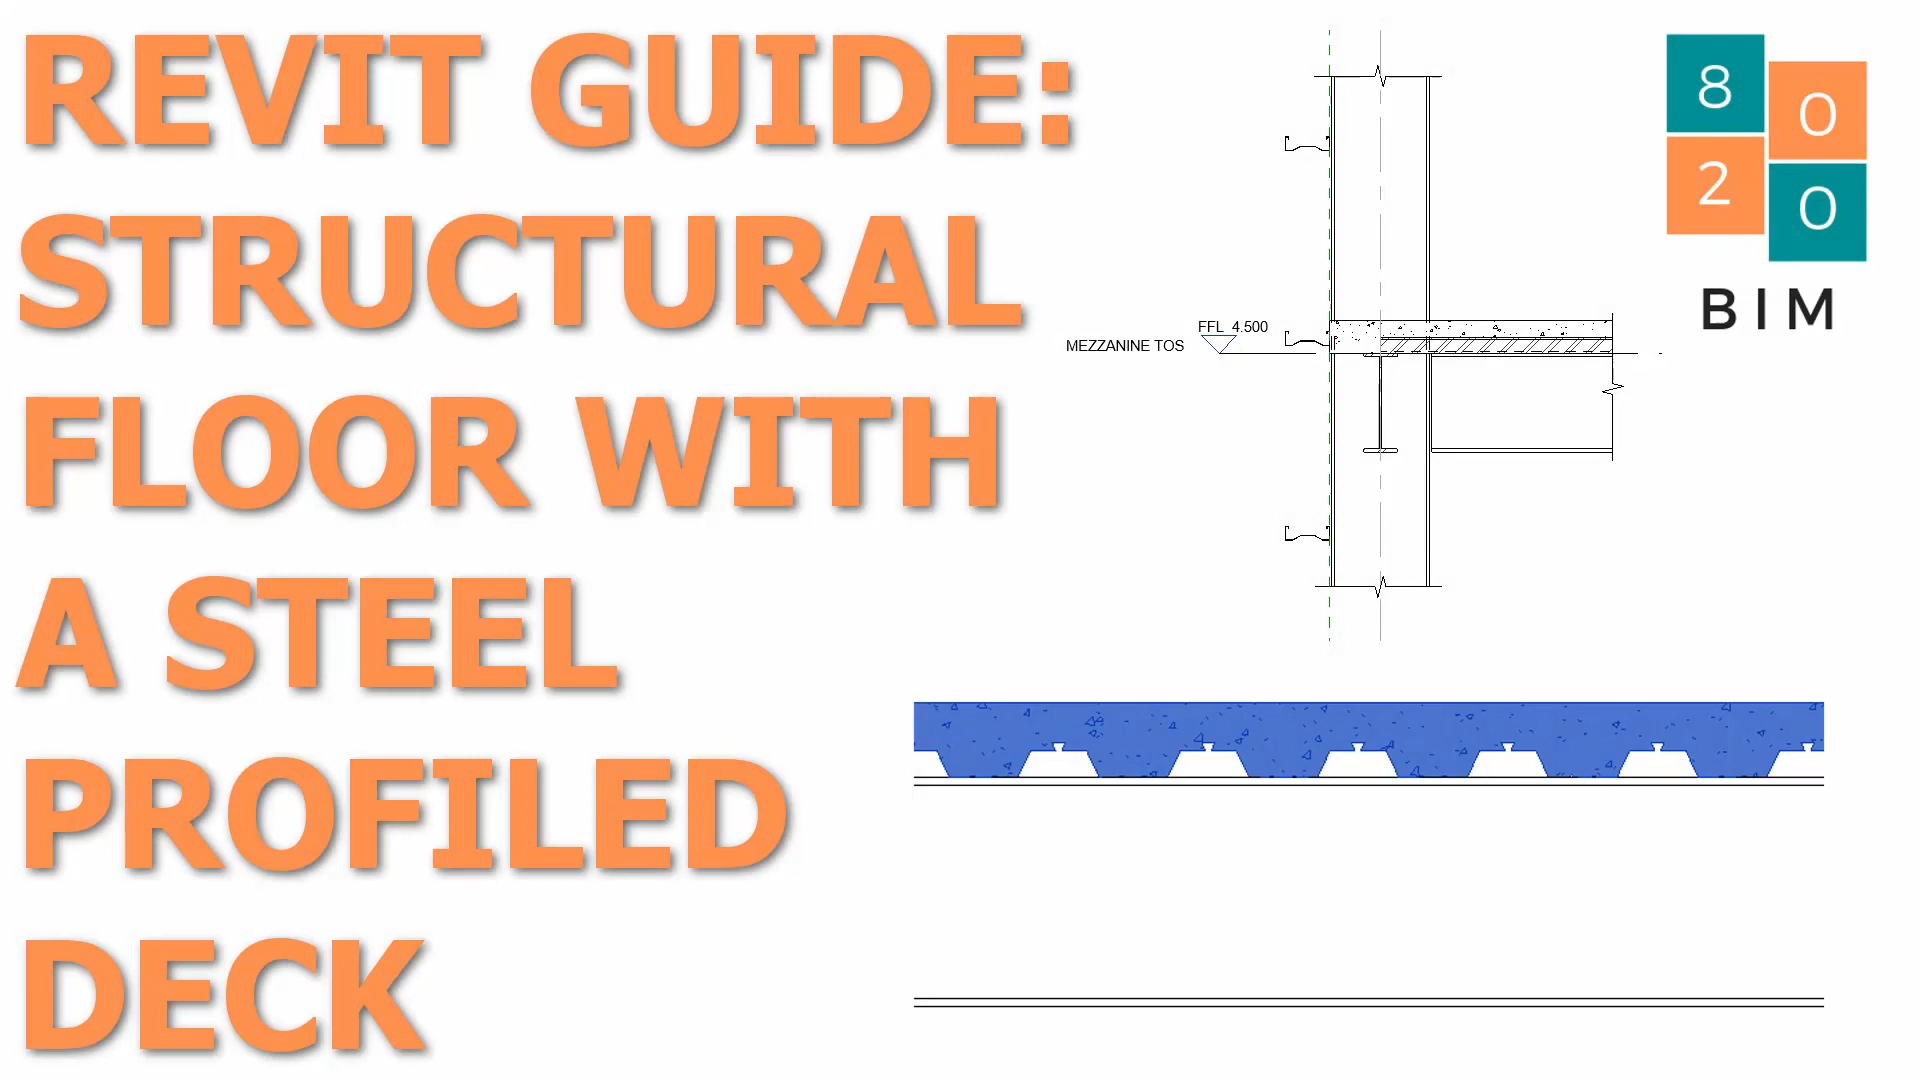 REVIT GUIDE:
STRUCTURAL
FLOOR WITH
A STEEL
PROFILED
DECK
FFL 4.500
MEZZANINE TOS
8 0
2 0
BIM